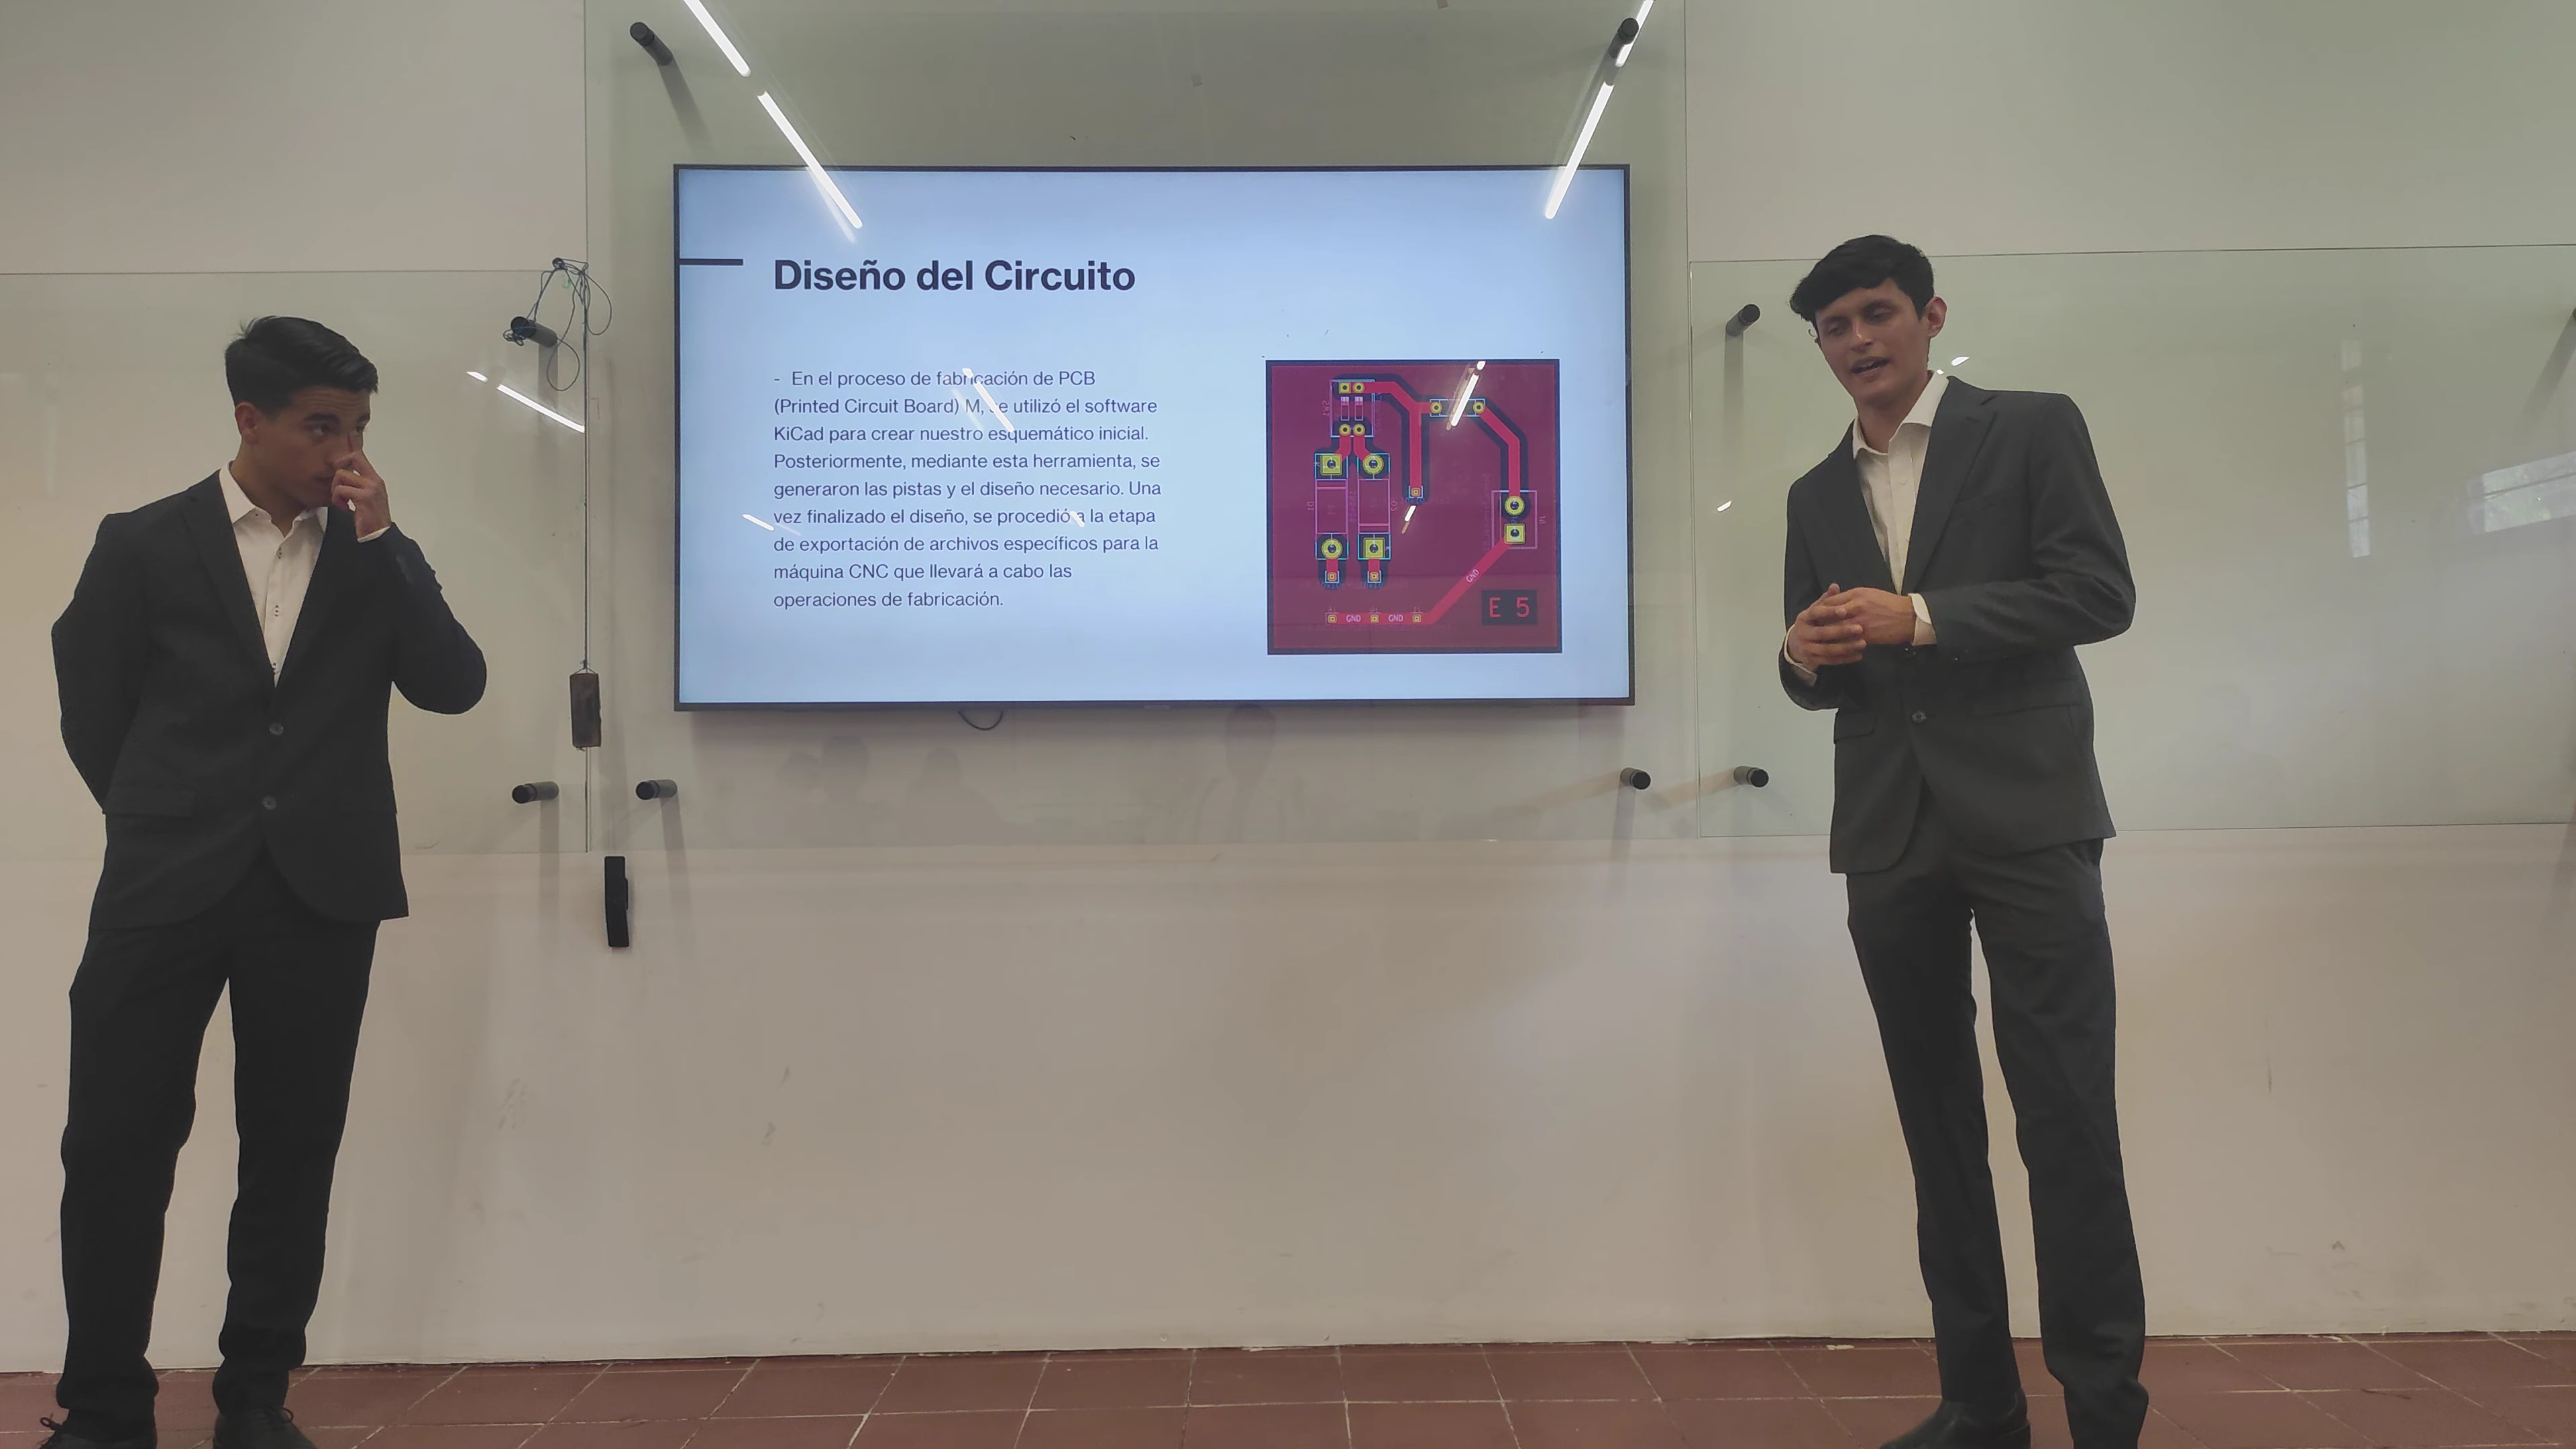 Diseño del Circuito
- En el proceso de fabricación de PCB
(Printed Circuit Board) M, se utilizó el software
KiCad para crear nuestro esquemático inicial.
Posteriormente, mediante esta herramienta, se
generaron las pistas y el diseño necesario. Una
vez finalizado el diseño, se procedió a la etapa
de exportación de archivos específicos para la
máquina CNC que llevará a cabo las
operaciones de fabricación.
GND
E 5
GND GND